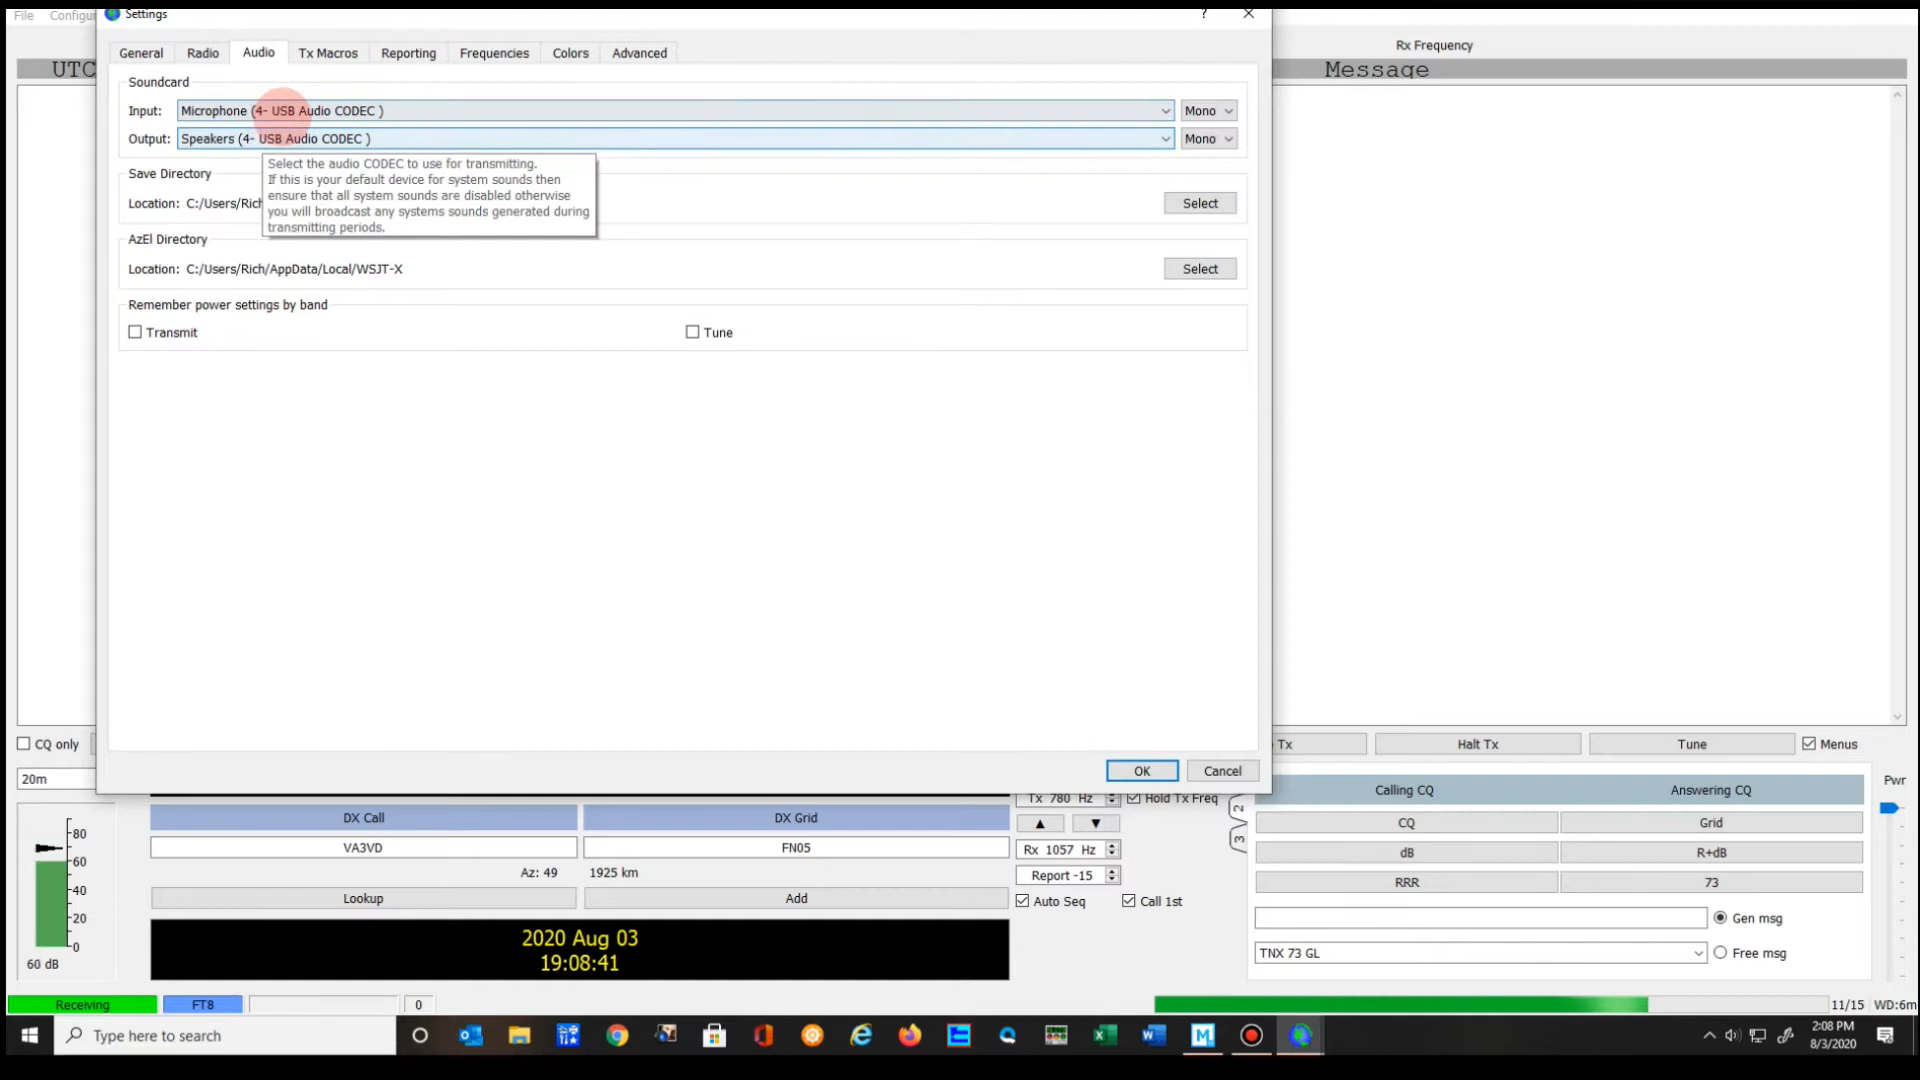 File Configur
Settings
?
General Radio Audio Tx Macros Reporting Frequencies Colors Advanced
Rx Frequency
UTC
Message
Soundcard
Input: Microphone (4- USB Audio CODEC ) Mono
Output: Speakers (4- USB Audio CODEC ) Mono
Select the audio CODEC to use for transmitting.
If this is your default device for system sounds then
ensure that all system sounds are disabled otherwise
you will broadcast any systems sounds generated during
transmitting periods.
Save Directory
Location: C:/Users/Rich
Select
AzEl Directory
Location: C:/Users/Rich/AppData/Local/WSJT-X
Select
Remember power settings by band
Transmit Tune
OK Cancel
CQ only
Tx Halt Tx Tune Menus
20m
Pwr
Tx 780 Hz Hold Tx Freq
2
3
Calling CQ Answering CQ
DX Call DX Grid
CQ Grid
VA3VD FN05
Rx 1057 Hz
dB R+dB
Az: 49 1925 km
Report -15
RRR 73
Lookup Add
Auto Seq Call 1st
Gen msg
2020 Aug 03
19:08:41
TNX 73 GL Free msg
80
60
40
20
0
60 dB
Receiving FT8 0
11/15 WD:6m
Type here to search
2:08 PM
8/3/2020